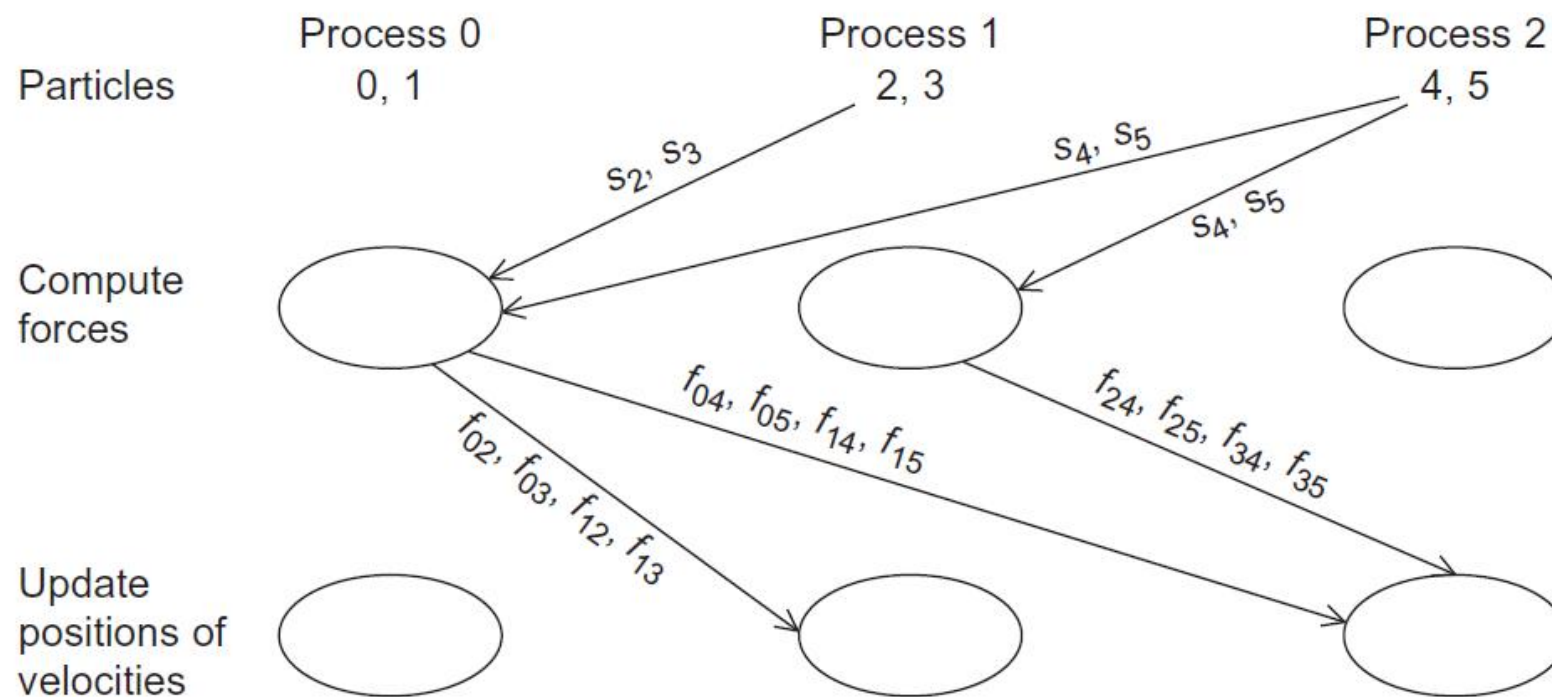 Process 0 Process 1 Process 2
Particles 0, 1 2, 3 4, 5
s2, s3
s4, s5
s4, s5
Compute
forces
f04, f05, f14, f15
f24, f25, f34, f35
f02, f03, f12, f13
Update
positions of
velocities